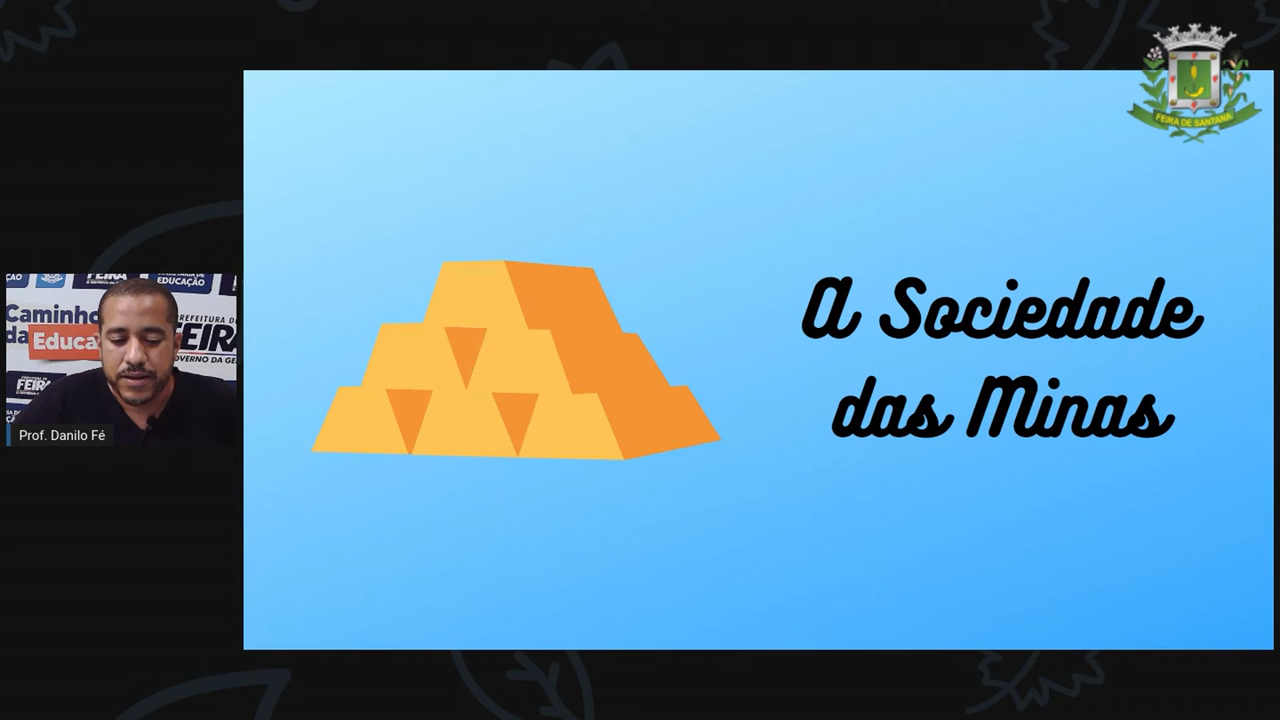 FEIRA DE SANTANA
A Sociedade
das Minas
EDUCAÇÃO
Caminho
da Educa
FEIRA
Prof. Danilo Fé